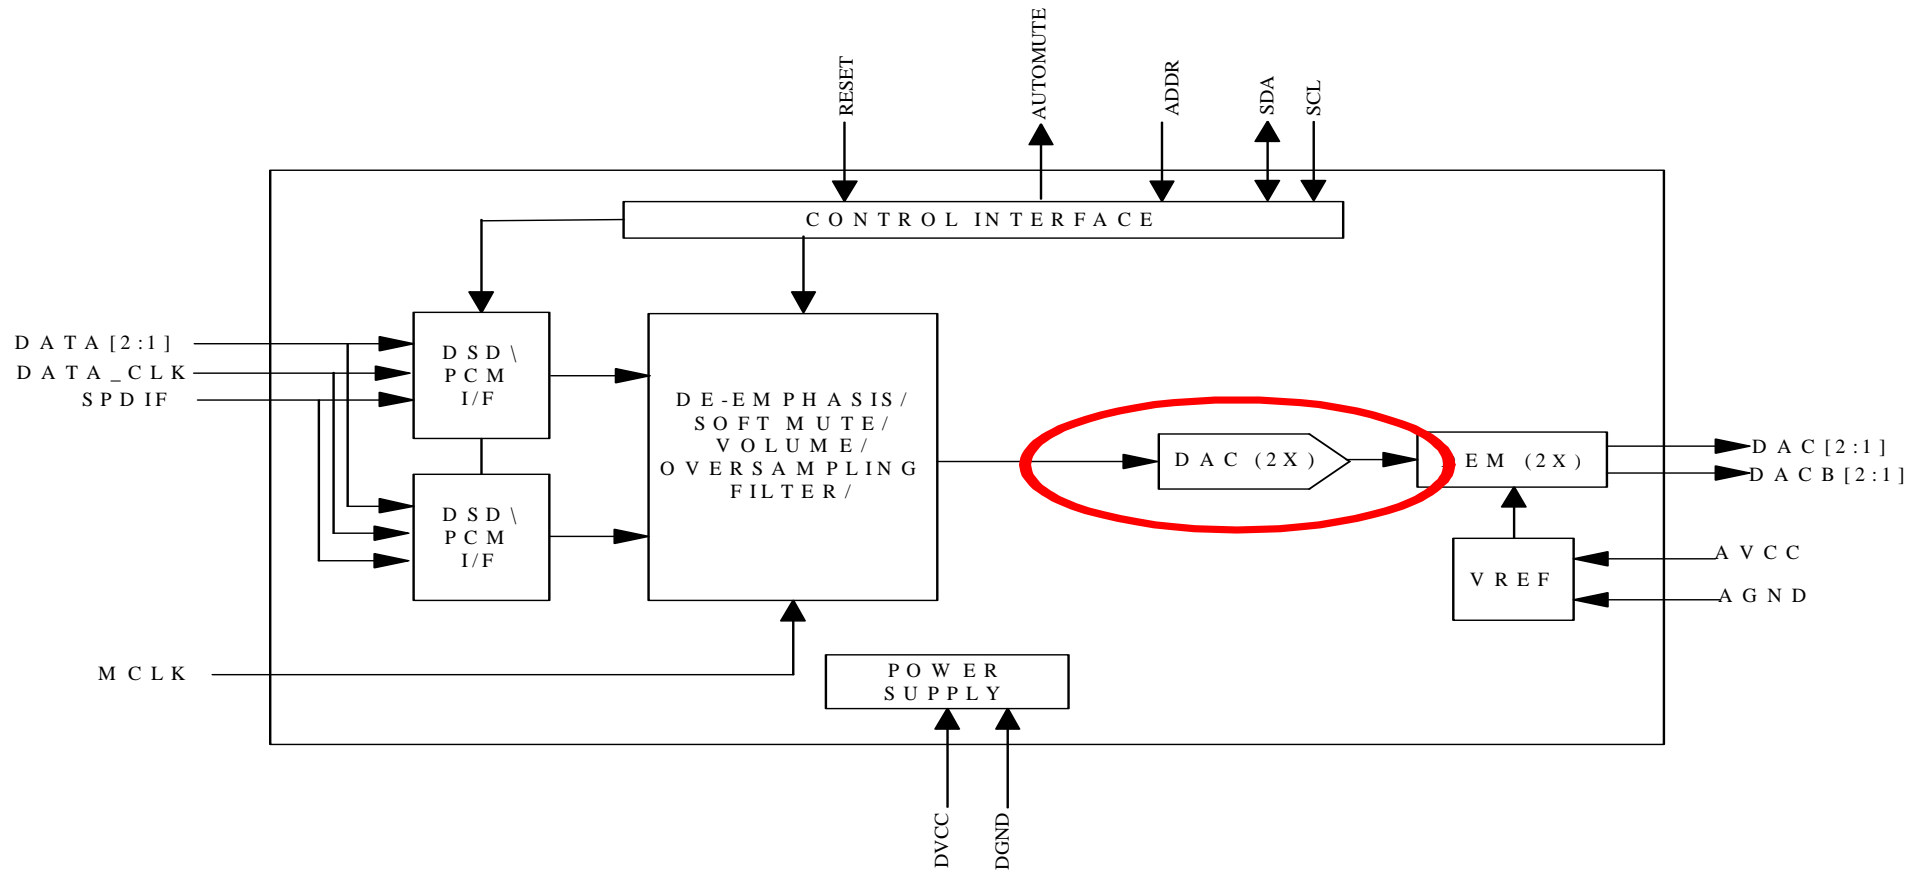 RESET
AUTOMUTE
ADDR
SDA
SCL
CONTROL INTERFACE
DATA[2:1]
DATA_CLK
SPDIF
DSD\
PCM
I/F
DSD\
PCM
I/F
DE-EMPHASIS/
SOFT MUTE/
VOLUME/
OVERSAMPLING
FILTER/
DAC (2X)
EM (2X)
DAC[2:1]
DACB[2:1]
VREF
AVCC
AGND
MCLK
POWER
SUPPLY
DVCC
DGND